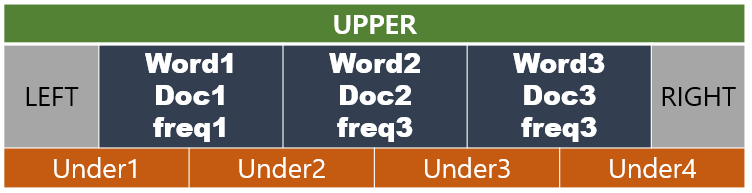 UPPER
LEFT
Word1
Doc1
freq1
Word2
Doc2
freq3
Word3
Doc3
freq3
RIGHT
Under1
Under2
Under3
Under4